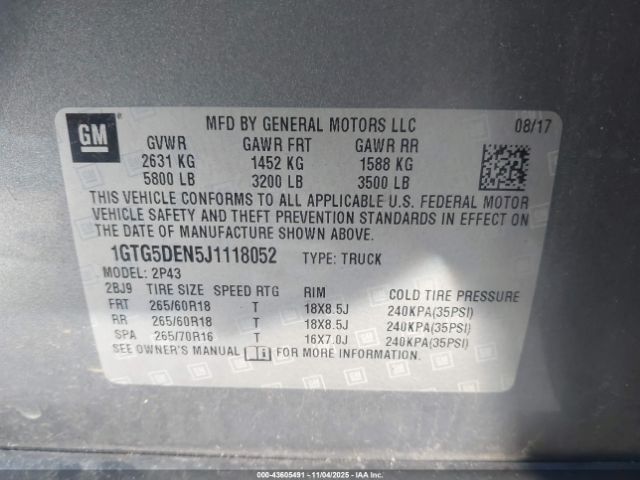 GM
MFD BY GENERAL MOTORS LLC 08/17
GVWR GAWR FRT GAWR RR
2631 KG 1452 KG 1588 KG
5800 LB 3200 LB 3500 LB
THIS VEHICLE CONFORMS TO ALL APPLICABLE U.S. FEDERAL MOTOR
VEHICLE SAFETY AND THEFT PREVENTION STANDARDS IN EFFECT ON
THE DATE OF MANUFACTURE SHOWN ABOVE.
1GTG5DEN5J1118052 TYPE: TRUCK
MODEL: 2P43
2BJ9 TIRE SIZE SPEED RTG RIM COLD TIRE PRESSURE
FRT 265/60R18 T 18X8.5J 240KPA(35PSI)
RR 265/60R18 T 18X8.5J 240KPA(35PSI)
SPA 265/70R16 T 16X7.0J 240KPA(35PSI)
SEE OWNER'S MANUAL i FOR MORE INFORMATION.
000-43605491 - 11/04/2025 - IAA Inc.